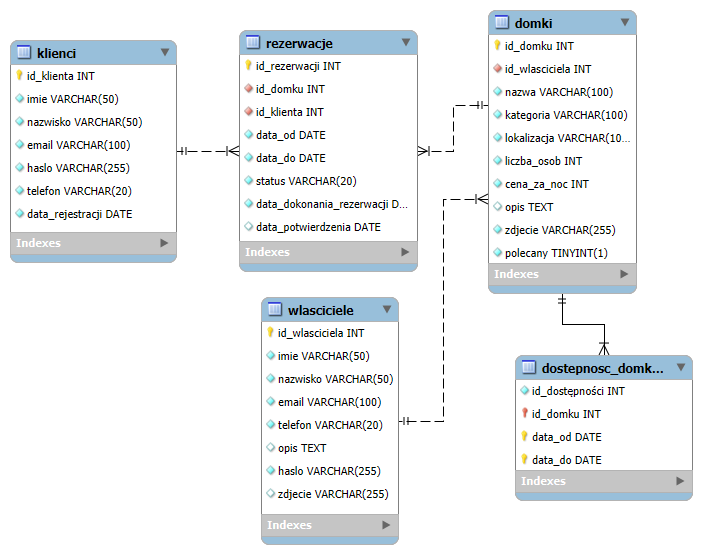 klienci
id_klienta INT
imie VARCHAR(50)
nazwisko VARCHAR(50)
email VARCHAR(100)
haslo VARCHAR(255)
telefon VARCHAR(20)
data_rejestracji DATE
Indexes
rezerwacje
id_rezerwacji INT
id_domku INT
id_klienta INT
data_od DATE
data_do DATE
status VARCHAR(20)
data_dokonania_rezerwacji D...
data_potwierdzenia DATE
Indexes
domki
id_domku INT
id_wlasciciela INT
nazwa VARCHAR(100)
kategoria VARCHAR(100)
lokalizacja VARCHAR(10...
liczba_osob INT
cena_za_noc INT
opis TEXT
zdjecie VARCHAR(255)
polecany TINYINT(1)
Indexes
wlasciciele
id_wlasciciela INT
imie VARCHAR(50)
nazwisko VARCHAR(50)
email VARCHAR(100)
telefon VARCHAR(20)
opis TEXT
haslo VARCHAR(255)
zdjecie VARCHAR(255)
Indexes
dostepnosc_domk...
id_dostępności INT
id_domku INT
data_od DATE
data_do DATE
Indexes